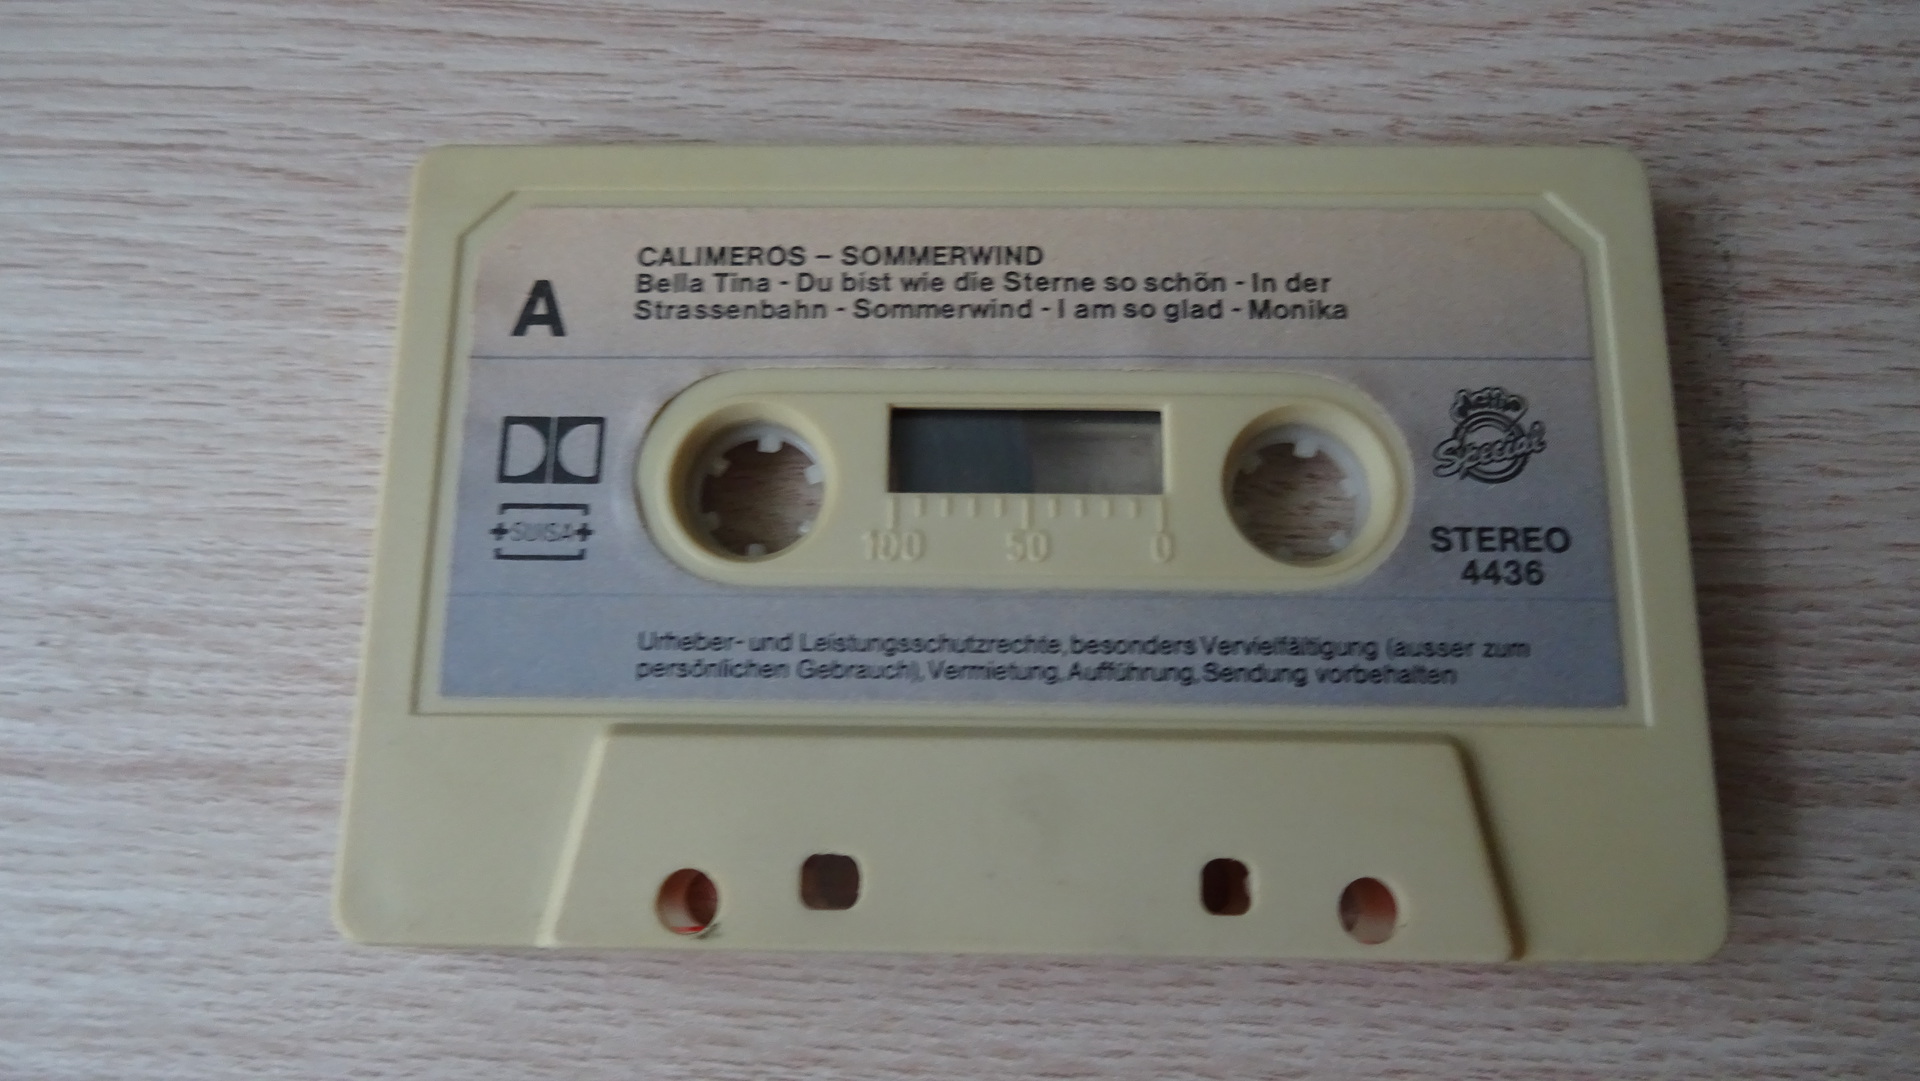 CALIMEROS – SOMMERWIND
Bella Tina - Du bist wie die Sterne so schön - In der
Strassenbahn - Sommerwind - I am so glad - Monika
A
Activ
Special
SUISA
STEREO
4436
100 50 0
Urheber- und Leistungsschutzrechte, besonders Vervielfältigung (ausser zum
persönlichen Gebrauch), Vermietung, Aufführung, Sendung vorbehalten